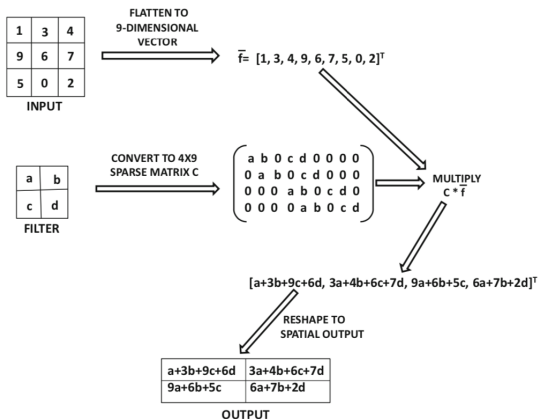 1 3 4
9 6 7
5 0 2
INPUT
FLATTEN TO
9-DIMENSIONAL
VECTOR
f= [1, 3, 4, 9, 6, 7, 5, 0, 2]ᵀ
a b
c d
FILTER
CONVERT TO 4X9
SPARSE MATRIX C
a b 0 c d 0 0 0 0
0 a b 0 c d 0 0 0
0 0 0 a b 0 c d 0
0 0 0 0 a b 0 c d
MULTIPLY
C * f
[a+3b+9c+6d, 3a+4b+6c+7d, 9a+6b+5c, 6a+7b+2d]ᵀ
RESHAPE TO
SPATIAL OUTPUT
a+3b+9c+6d 3a+4b+6c+7d
9a+6b+5c 6a+7b+2d
OUTPUT